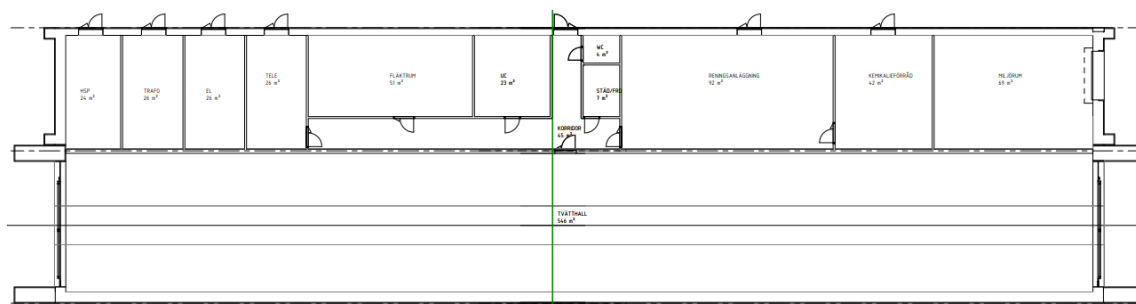 WC
4 m²
HSP
24 m²
TRAFO
26 m²
EL
26 m²
TELE
26 m²
FLÄKTRUM
51 m²
UC
23 m²
STÄD/FRD
7 m²
RENINGSANLÄGGNING
92 m²
KEMIKALIEFÖRRÅD
42 m²
MILJÖRUM
69 m²
KORRIDOR
45 m²
TVÄTTHALL
546 m²